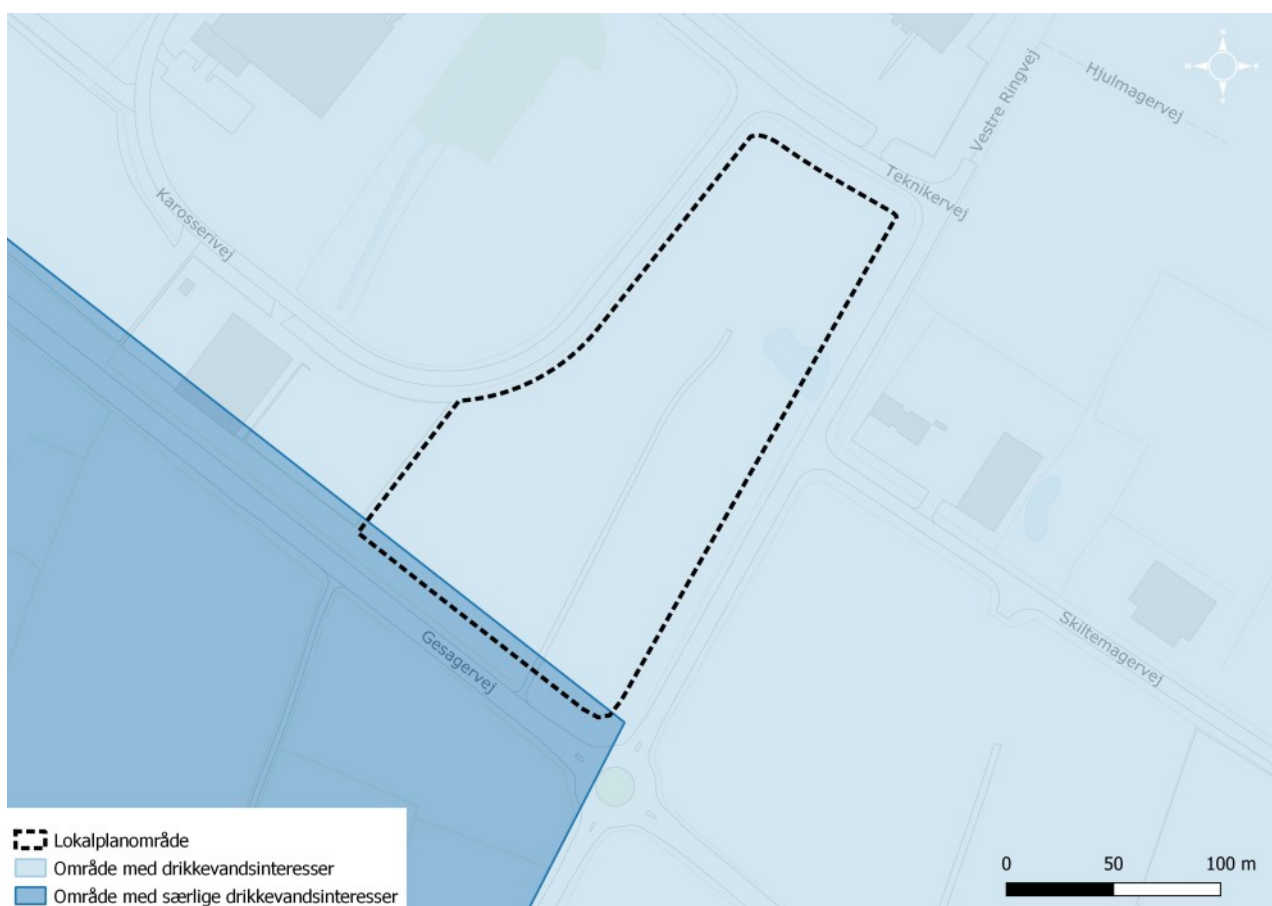 Hjulmagervej
Vestre Ringvej
Teknikervej
Karosserivej
Gesagervej
Skiltemagervej
Lokalplanområde
Område med drikkevandsinteresser
Område med særlige drikkevandsinteresser
0 50 100 m